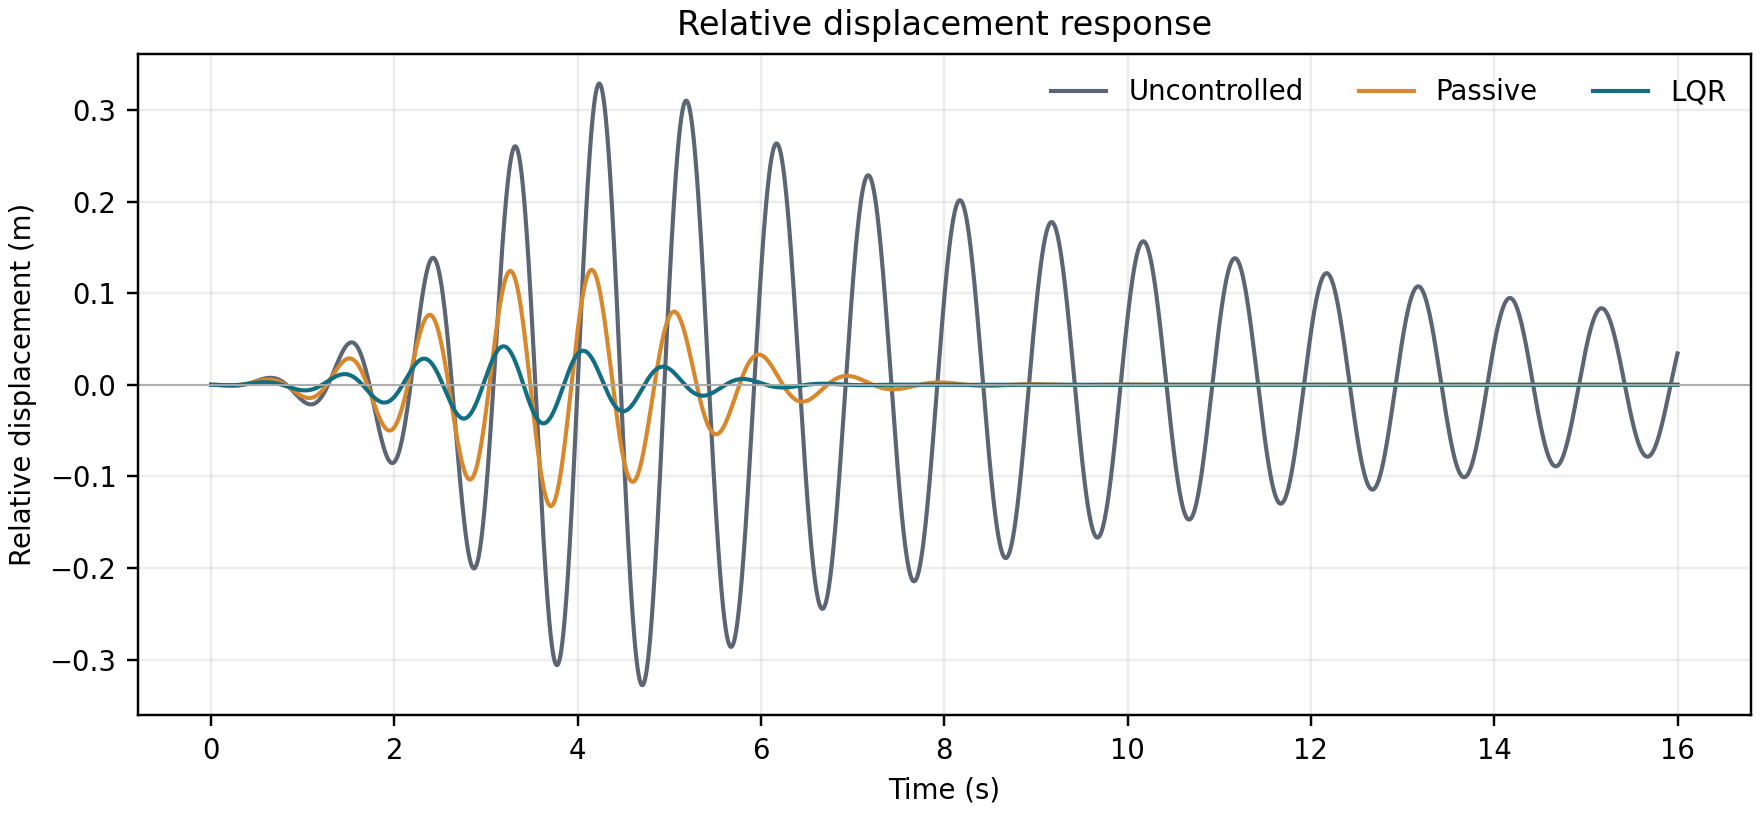 Relative displacement response
Uncontrolled Passive LQR
Relative displacement (m)
0.3
0.2
0.1
0.0
−0.1
−0.2
−0.3
0 2 4 6 8 10 12 14 16
Time (s)